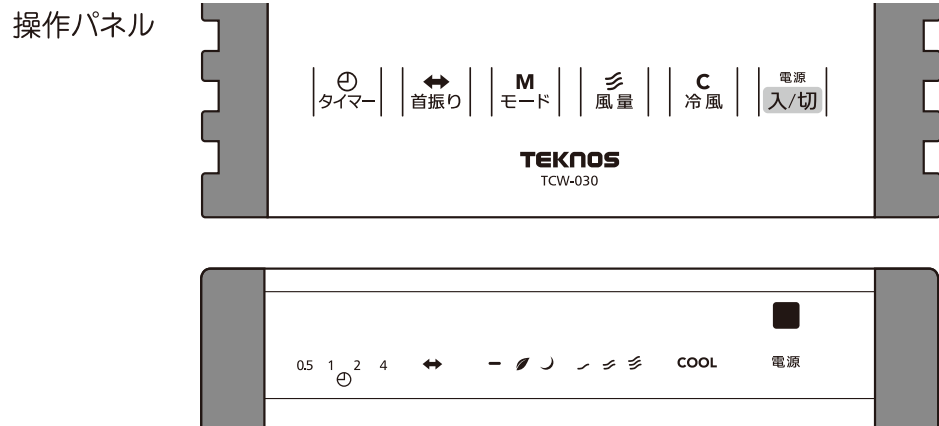 操作パネル
タイマー
首振り
M
モード
風量
C
冷風
電源
入/切
TEKNOS
TCW-030
0.5 1 2 4
COOL
電源